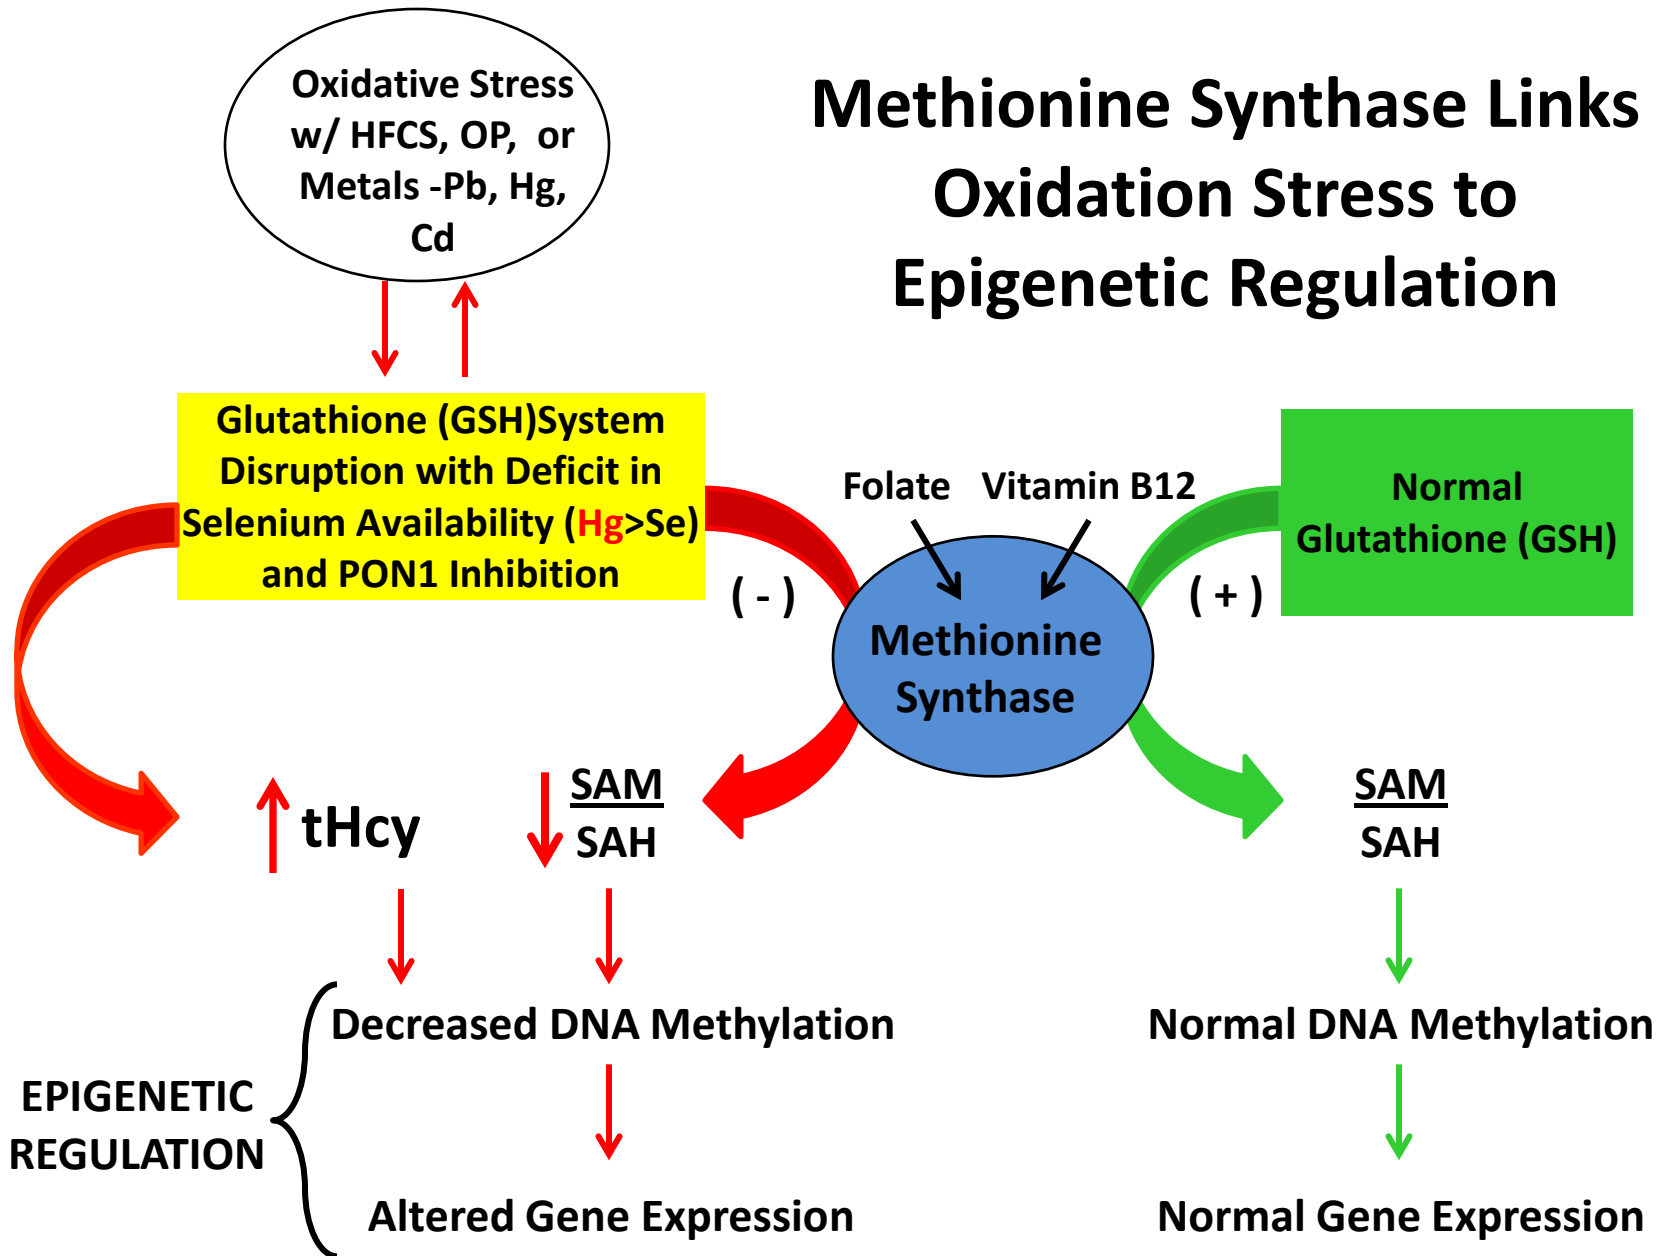 Oxidative Stress
w/ HFCS, OP, or
Metals -Pb, Hg,
Cd
Methionine Synthase Links
Oxidation Stress to
Epigenetic Regulation
Glutathione (GSH)System
Disruption with Deficit in
Selenium Availability (Hg>Se)
and PON1 Inhibition
Folate
Vitamin B12
Normal
Glutathione (GSH)
( - )
( + )
Methionine
Synthase
tHcy
SAM
SAH
SAM
SAH
Decreased DNA Methylation
Normal DNA Methylation
EPIGENETIC
REGULATION
Altered Gene Expression
Normal Gene Expression